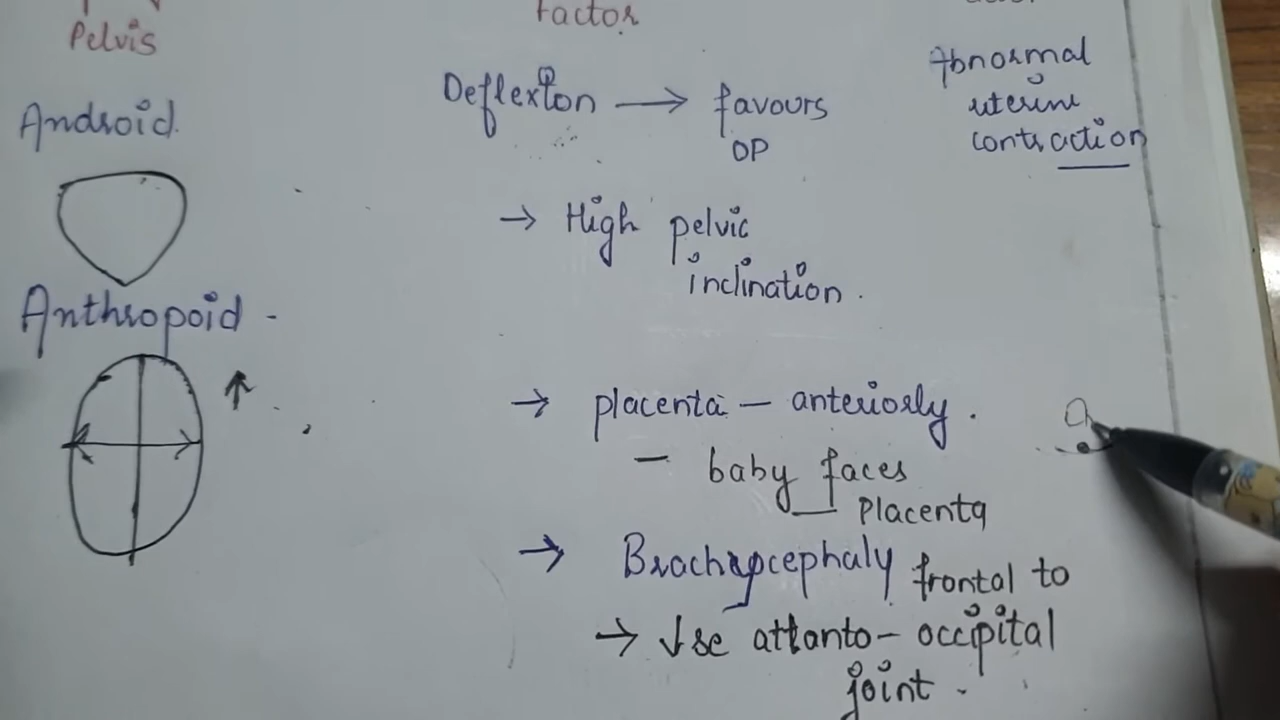 Pelvis
Android.
Anthropoid -
Factor
Deflexion → favours
OP
→ High pelvic
inclination.
→ placenta — anteriorly.
— baby faces
placenta
→ Brachycephaly frontal to
→ ↓se attanto - occipital
joint.
Abnormal
uterine
contraction